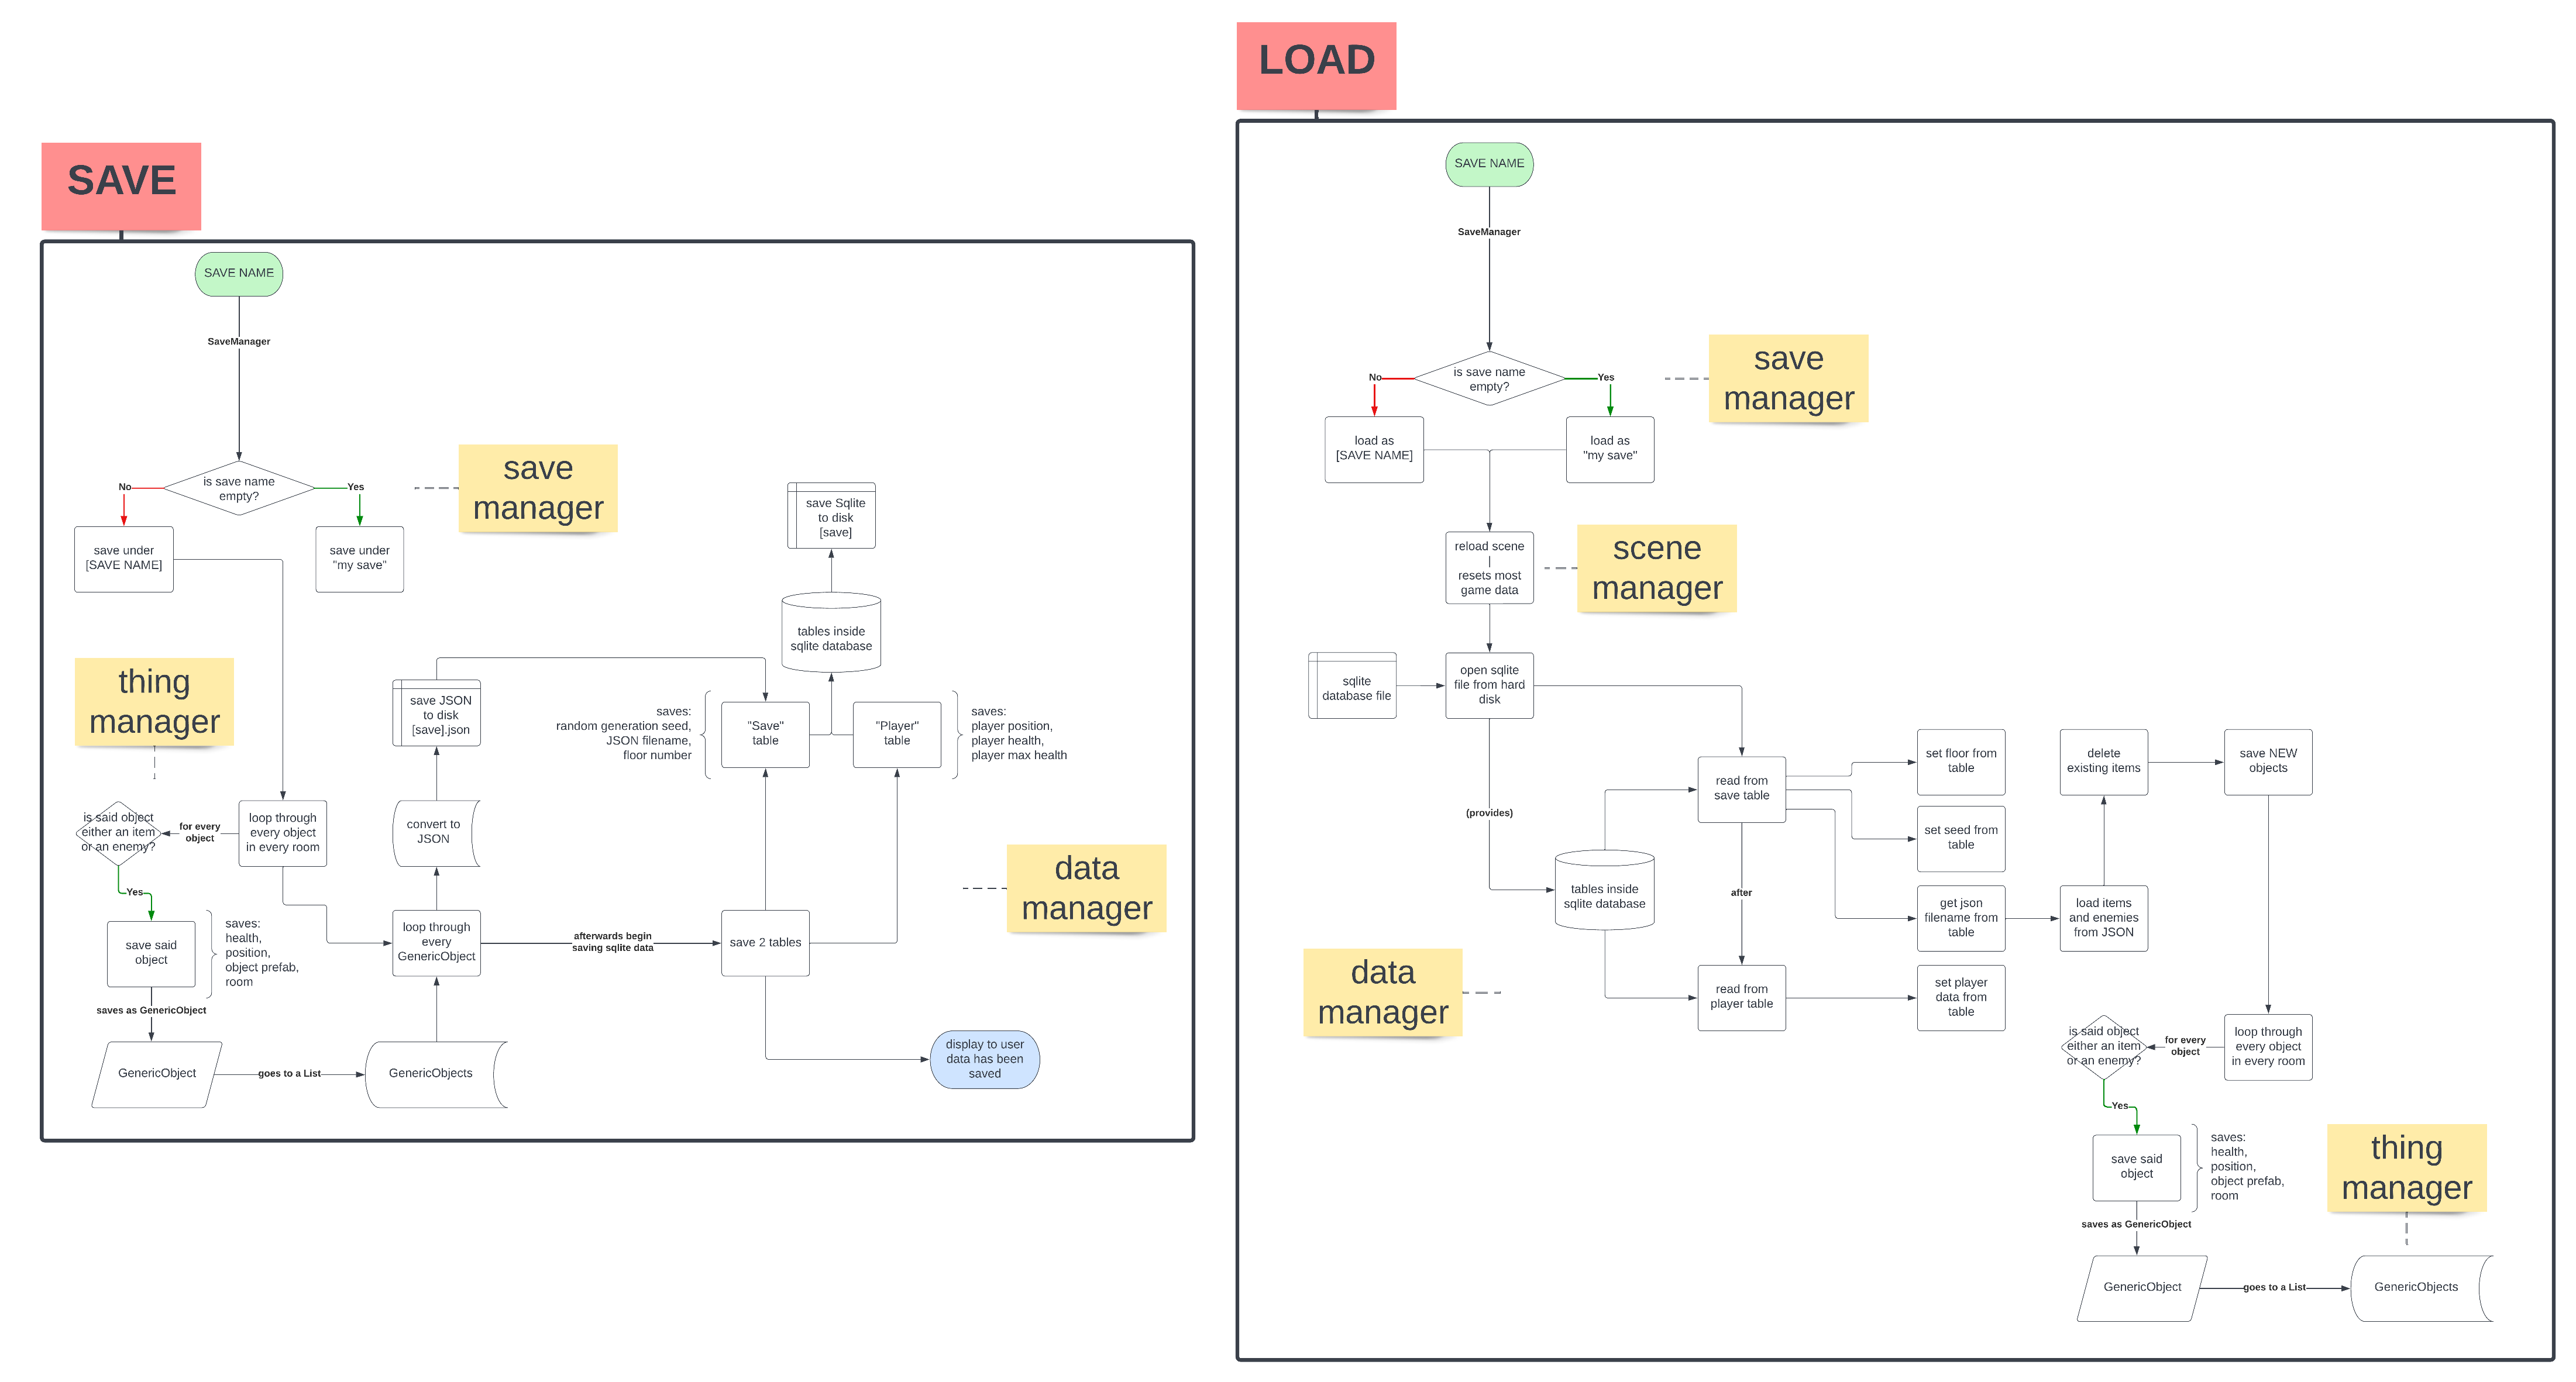 SAVE
SAVE NAME
SaveManager
is save name
empty?
No
Yes
save
manager
save under
[SAVE NAME]
save under
"my save"
save Sqlite
to disk
[save]
tables inside
sqlite database
thing
manager
save JSON
to disk
[save].json
saves:
random generation seed,
JSON filename,
floor number
"Save"
table
"Player"
table
saves:
player position,
player health,
player max health
is said object
either an item
or an enemy?
for every
object
loop through
every object
in every room
convert to
JSON
data
manager
Yes
save said
object
saves:
health,
position,
object prefab,
room
loop through
every
GenericObject
afterwards begin
saving sqlite data
save 2 tables
saves as GenericObject
GenericObject
goes to a List
GenericObjects
display to user
data has been
saved
LOAD
SAVE NAME
SaveManager
is save name
empty?
No
Yes
save
manager
load as
[SAVE NAME]
load as
"my save"
reload scene
|
resets most
game data
scene
manager
sqlite
database file
open sqlite
file from hard
disk
(provides)
tables inside
sqlite database
read from
save table
after
read from
player table
set floor from
table
set seed from
table
get json
filename from
table
set player
data from
table
delete
existing items
save NEW
objects
load items
and enemies
from JSON
data
manager
is said object
either an item
or an enemy?
for every
object
loop through
every object
in every room
Yes
save said
object
saves:
health,
position,
object prefab,
room
thing
manager
saves as GenericObject
GenericObject
goes to a List
GenericObjects